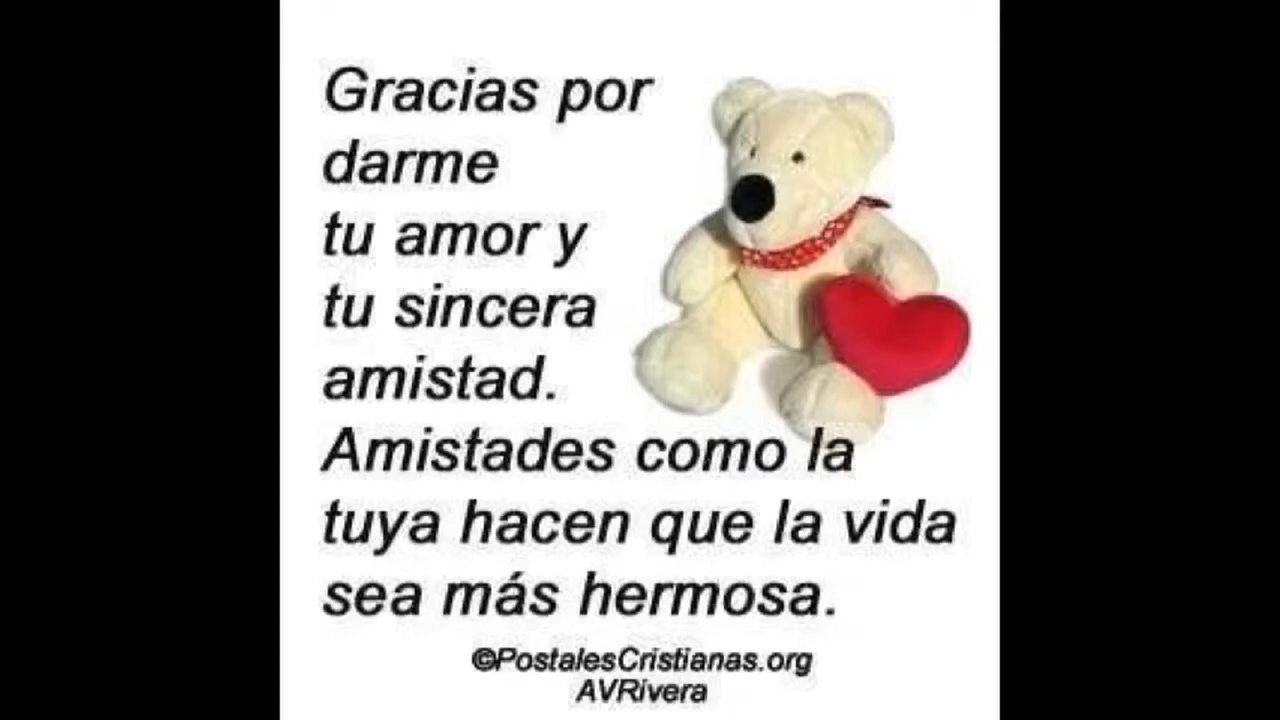 Gracias por
darme
tu amor y
tu sincera
amistad.
Amistades como la
tuya hacen que la vida
sea más hermosa.
©PostalesCristianas.org
AVRivera